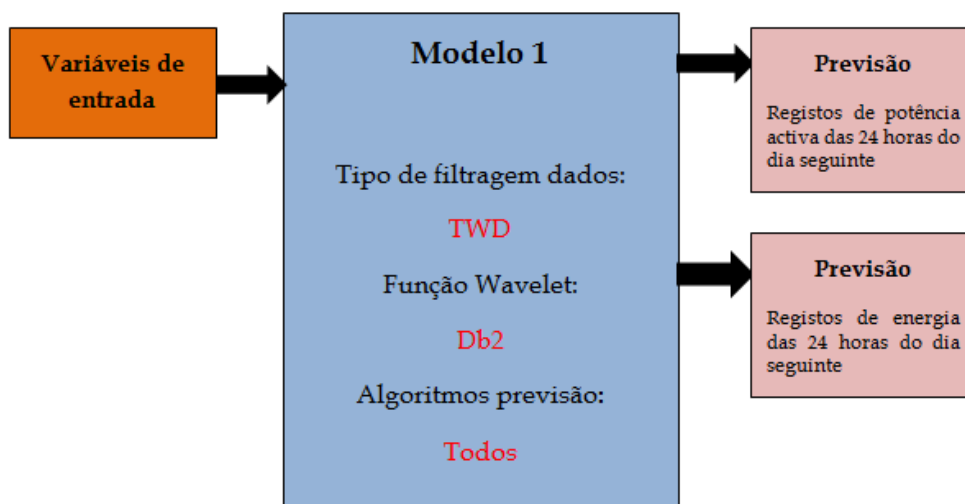 Variáveis de
entrada
Modelo 1
Tipo de filtragem dados:
TWD
Função Wavelet:
Db2
Algoritmos previsão:
Todos
Previsão
Registos de potência
activa das 24 horas do
dia seguinte
Previsão
Registos de energia
das 24 horas do dia
seguinte